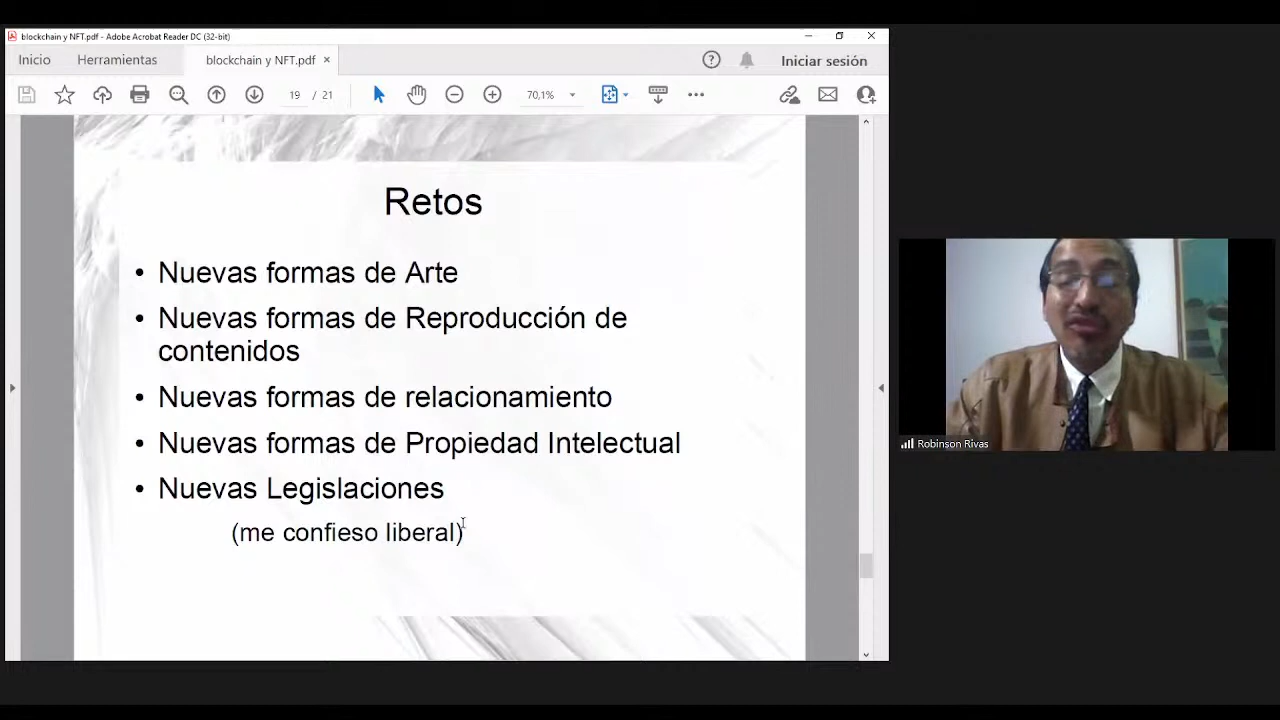 blockchain y NFT.pdf - Adobe Acrobat Reader DC (32-bit)
Inicio
Herramientas
blockchain y NFT.pdf ×
Iniciar sesión
19 / 21
70,1%
Retos
• Nuevas formas de Arte
• Nuevas formas de Reproducción de
contenidos
• Nuevas formas de relacionamiento
• Nuevas formas de Propiedad Intelectual
• Nuevas Legislaciones
(me confieso liberal)
Robinson Rivas